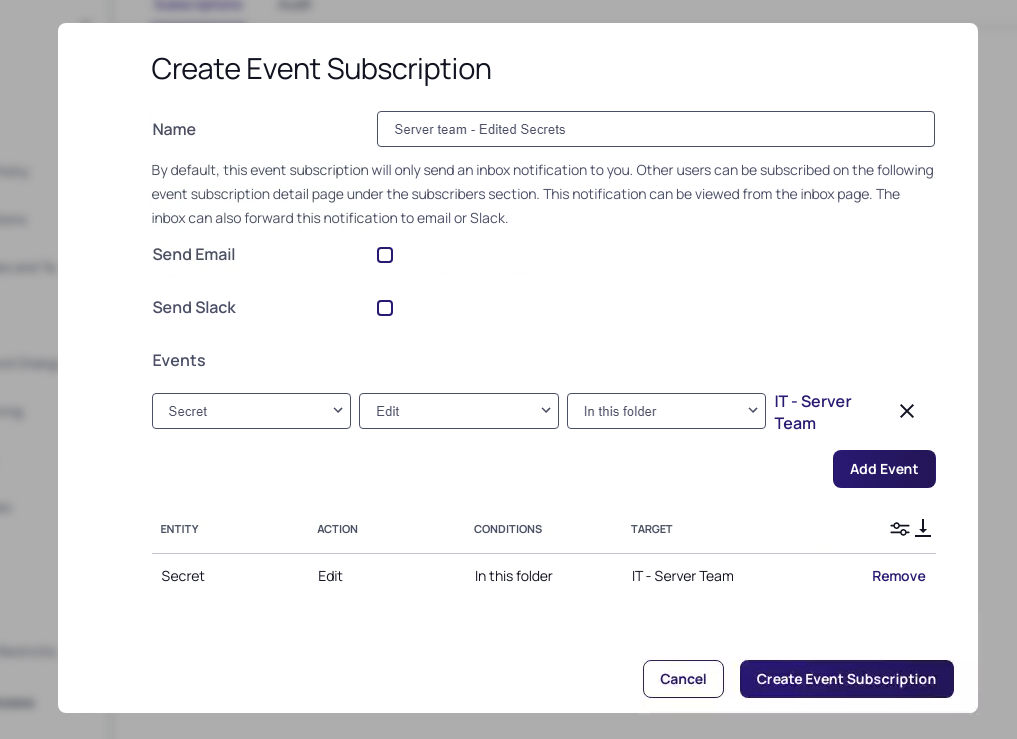 Subscriptions
Audit
Create Event Subscription
Name
Server team - Edited Secrets
By default, this event subscription will only send an inbox notification to you. Other users can be subscribed on the following
event subscription detail page under the subscribers section. This notification can be viewed from the inbox page. The
inbox can also forward this notification to email or Slack.
Send Email
Send Slack
Events
Secret
Edit
In this folder
IT - Server
Team
Add Event
ENTITY ACTION CONDITIONS TARGET
Secret Edit In this folder IT - Server Team Remove
Cancel
Create Event Subscription